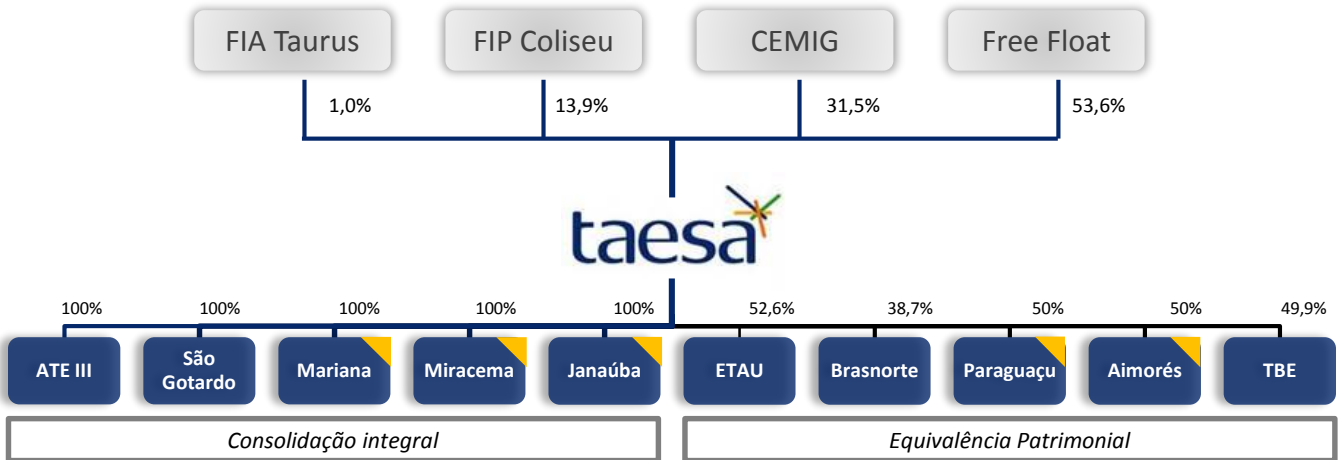 FIA Taurus
FIP Coliseu
CEMIG
Free Float
1,0%
13,9%
31,5%
53,6%
taesa
100%
100%
100%
100%
100%
52,6%
38,7%
50%
50%
49,9%
ATE III
São
Gotardo
Mariana
Miracema
Janaúba
ETAU
Brasnorte
Paraguaçu
Aimorés
TBE
Consolidação integral
Equivalência Patrimonial